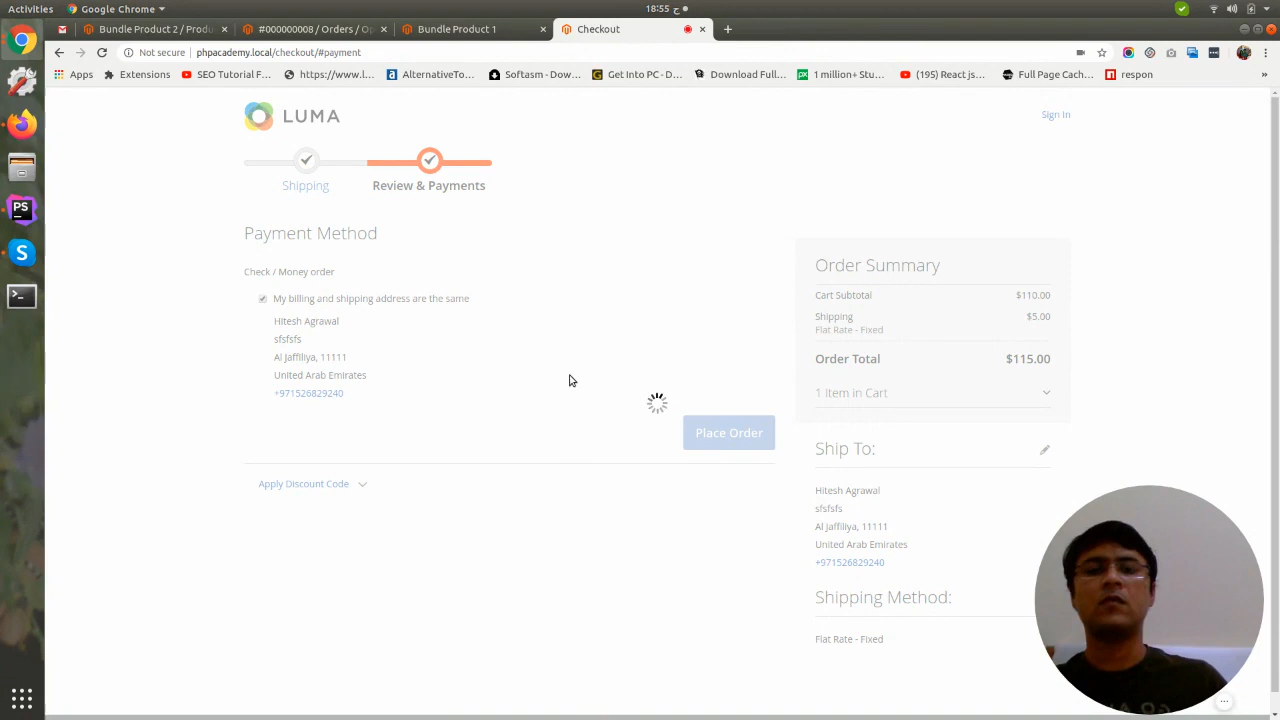 Activities
Google Chrome
18:55 ح
Bundle Product 2 / Produ
#000000008 / Orders / Op
Bundle Product 1
Checkout
Not secure
phpacademy.local/checkout/#payment
Apps
Extensions
SEO Tutorial F...
https://www.l...
AlternativeTo...
Softasm - Dow...
Get Into PC - D...
Download Full...
1 million+ Stu...
(195) React js...
Full Page Cach...
respon
LUMA
Sign In
Shipping
Review & Payments
Payment Method
Check / Money order
My billing and shipping address are the same
Hitesh Agrawal
sfsfsfs
Al Jaffiliya, 11111
United Arab Emirates
+971526829240
Place Order
Apply Discount Code
Order Summary
Cart Subtotal $110.00
Shipping $5.00
Flat Rate - Fixed
Order Total $115.00
1 Item in Cart
Ship To:
Hitesh Agrawal
sfsfsfs
Al Jaffiliya, 11111
United Arab Emirates
+971526829240
Shipping Method:
Flat Rate - Fixed
PS